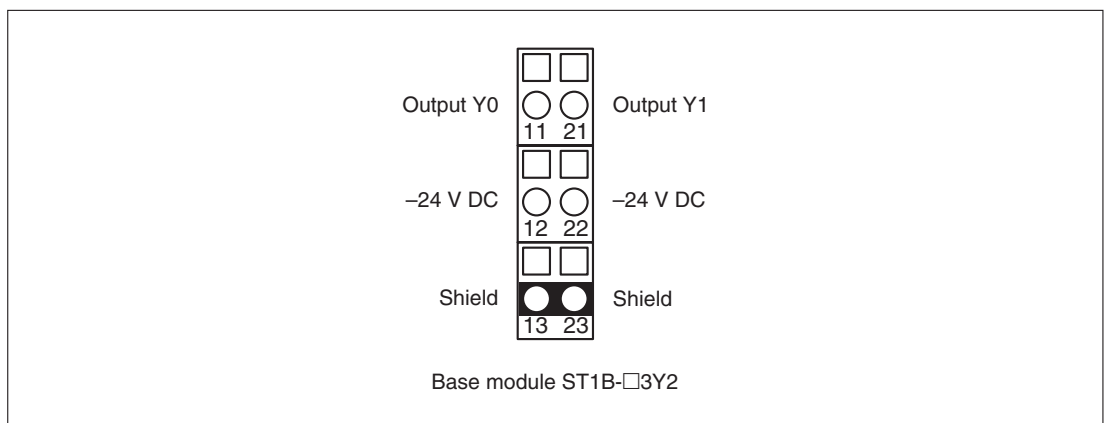 Output Y0 Output Y1
11 21
–24 V DC –24 V DC
12 22
Shield Shield
13 23
Base module ST1B-□3Y2